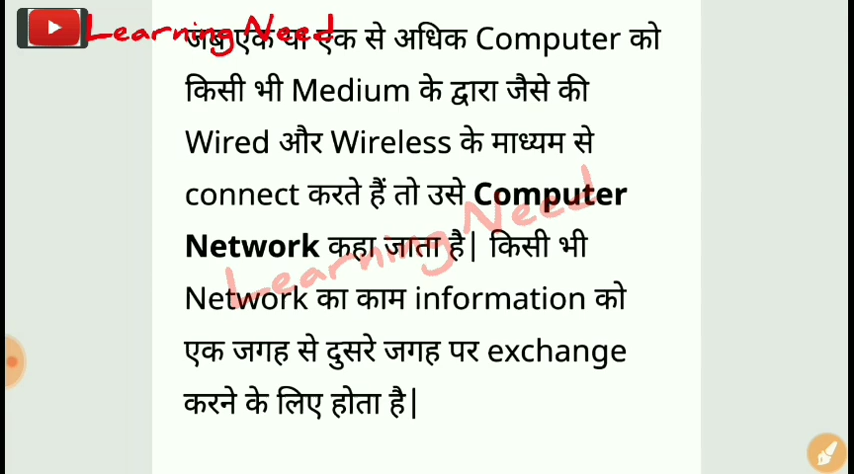 Learning Need
जब एक या एक से अधिक Computer को
किसी भी Medium के द्वारा जैसे की
Wired और Wireless के माध्यम से
connect करते हैं तो उसे Computer
Network कहा जाता है| किसी भी
Learning Need
Network का काम information को
एक जगह से दुसरे जगह पर exchange
करने के लिए होता है|